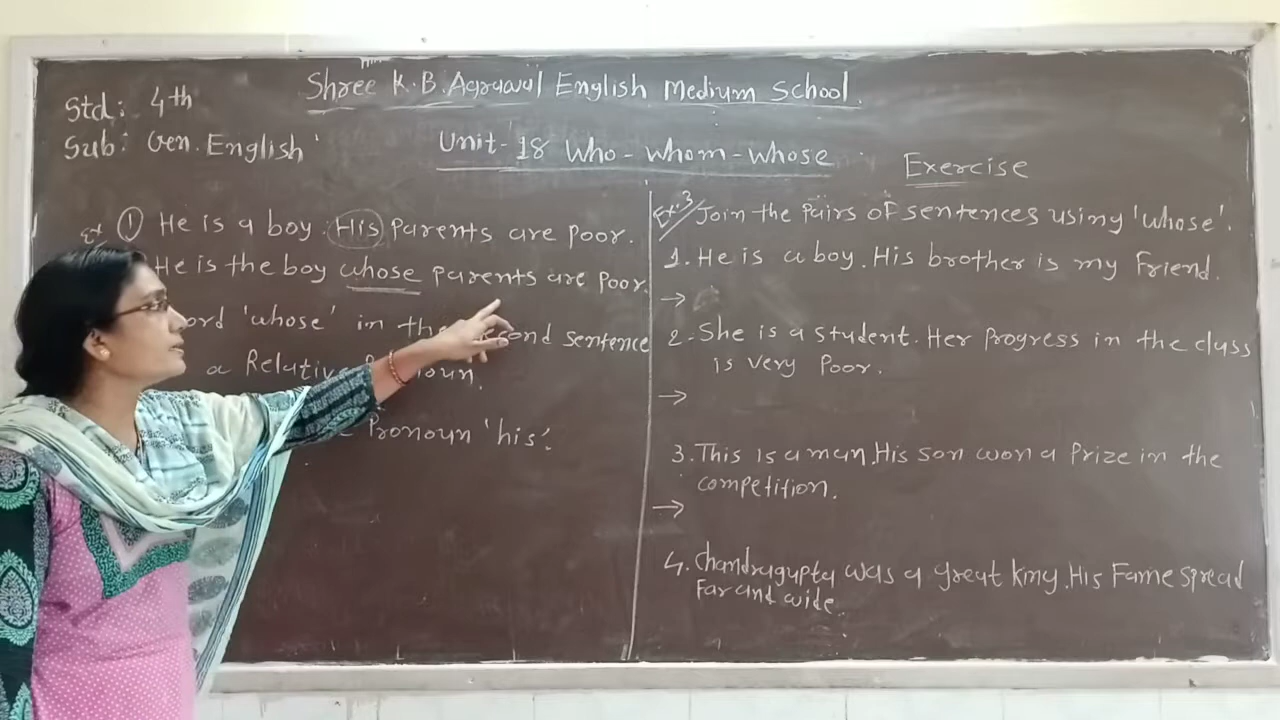 Shree K.B. Agrawal English Medium School.
Std: 4th
Sub: Gen. English
Unit-18 Who-Whom-Whose
Ex ① He is a boy. His parents are poor.
He is the boy whose parents are poor.
'whose' in the second sentence
a Relative
Pronoun 'his'.
Exercise
Ex.3 Join the pairs of sentences using 'whose'.
1. He is a boy. His brother is my friend.
→
2. She is a student. Her progress in the class
is very poor.
→
3. This is a man. His son won a prize in the
competition.
→
4. Chandragupta was a great king. His Fame spread
Far and wide.